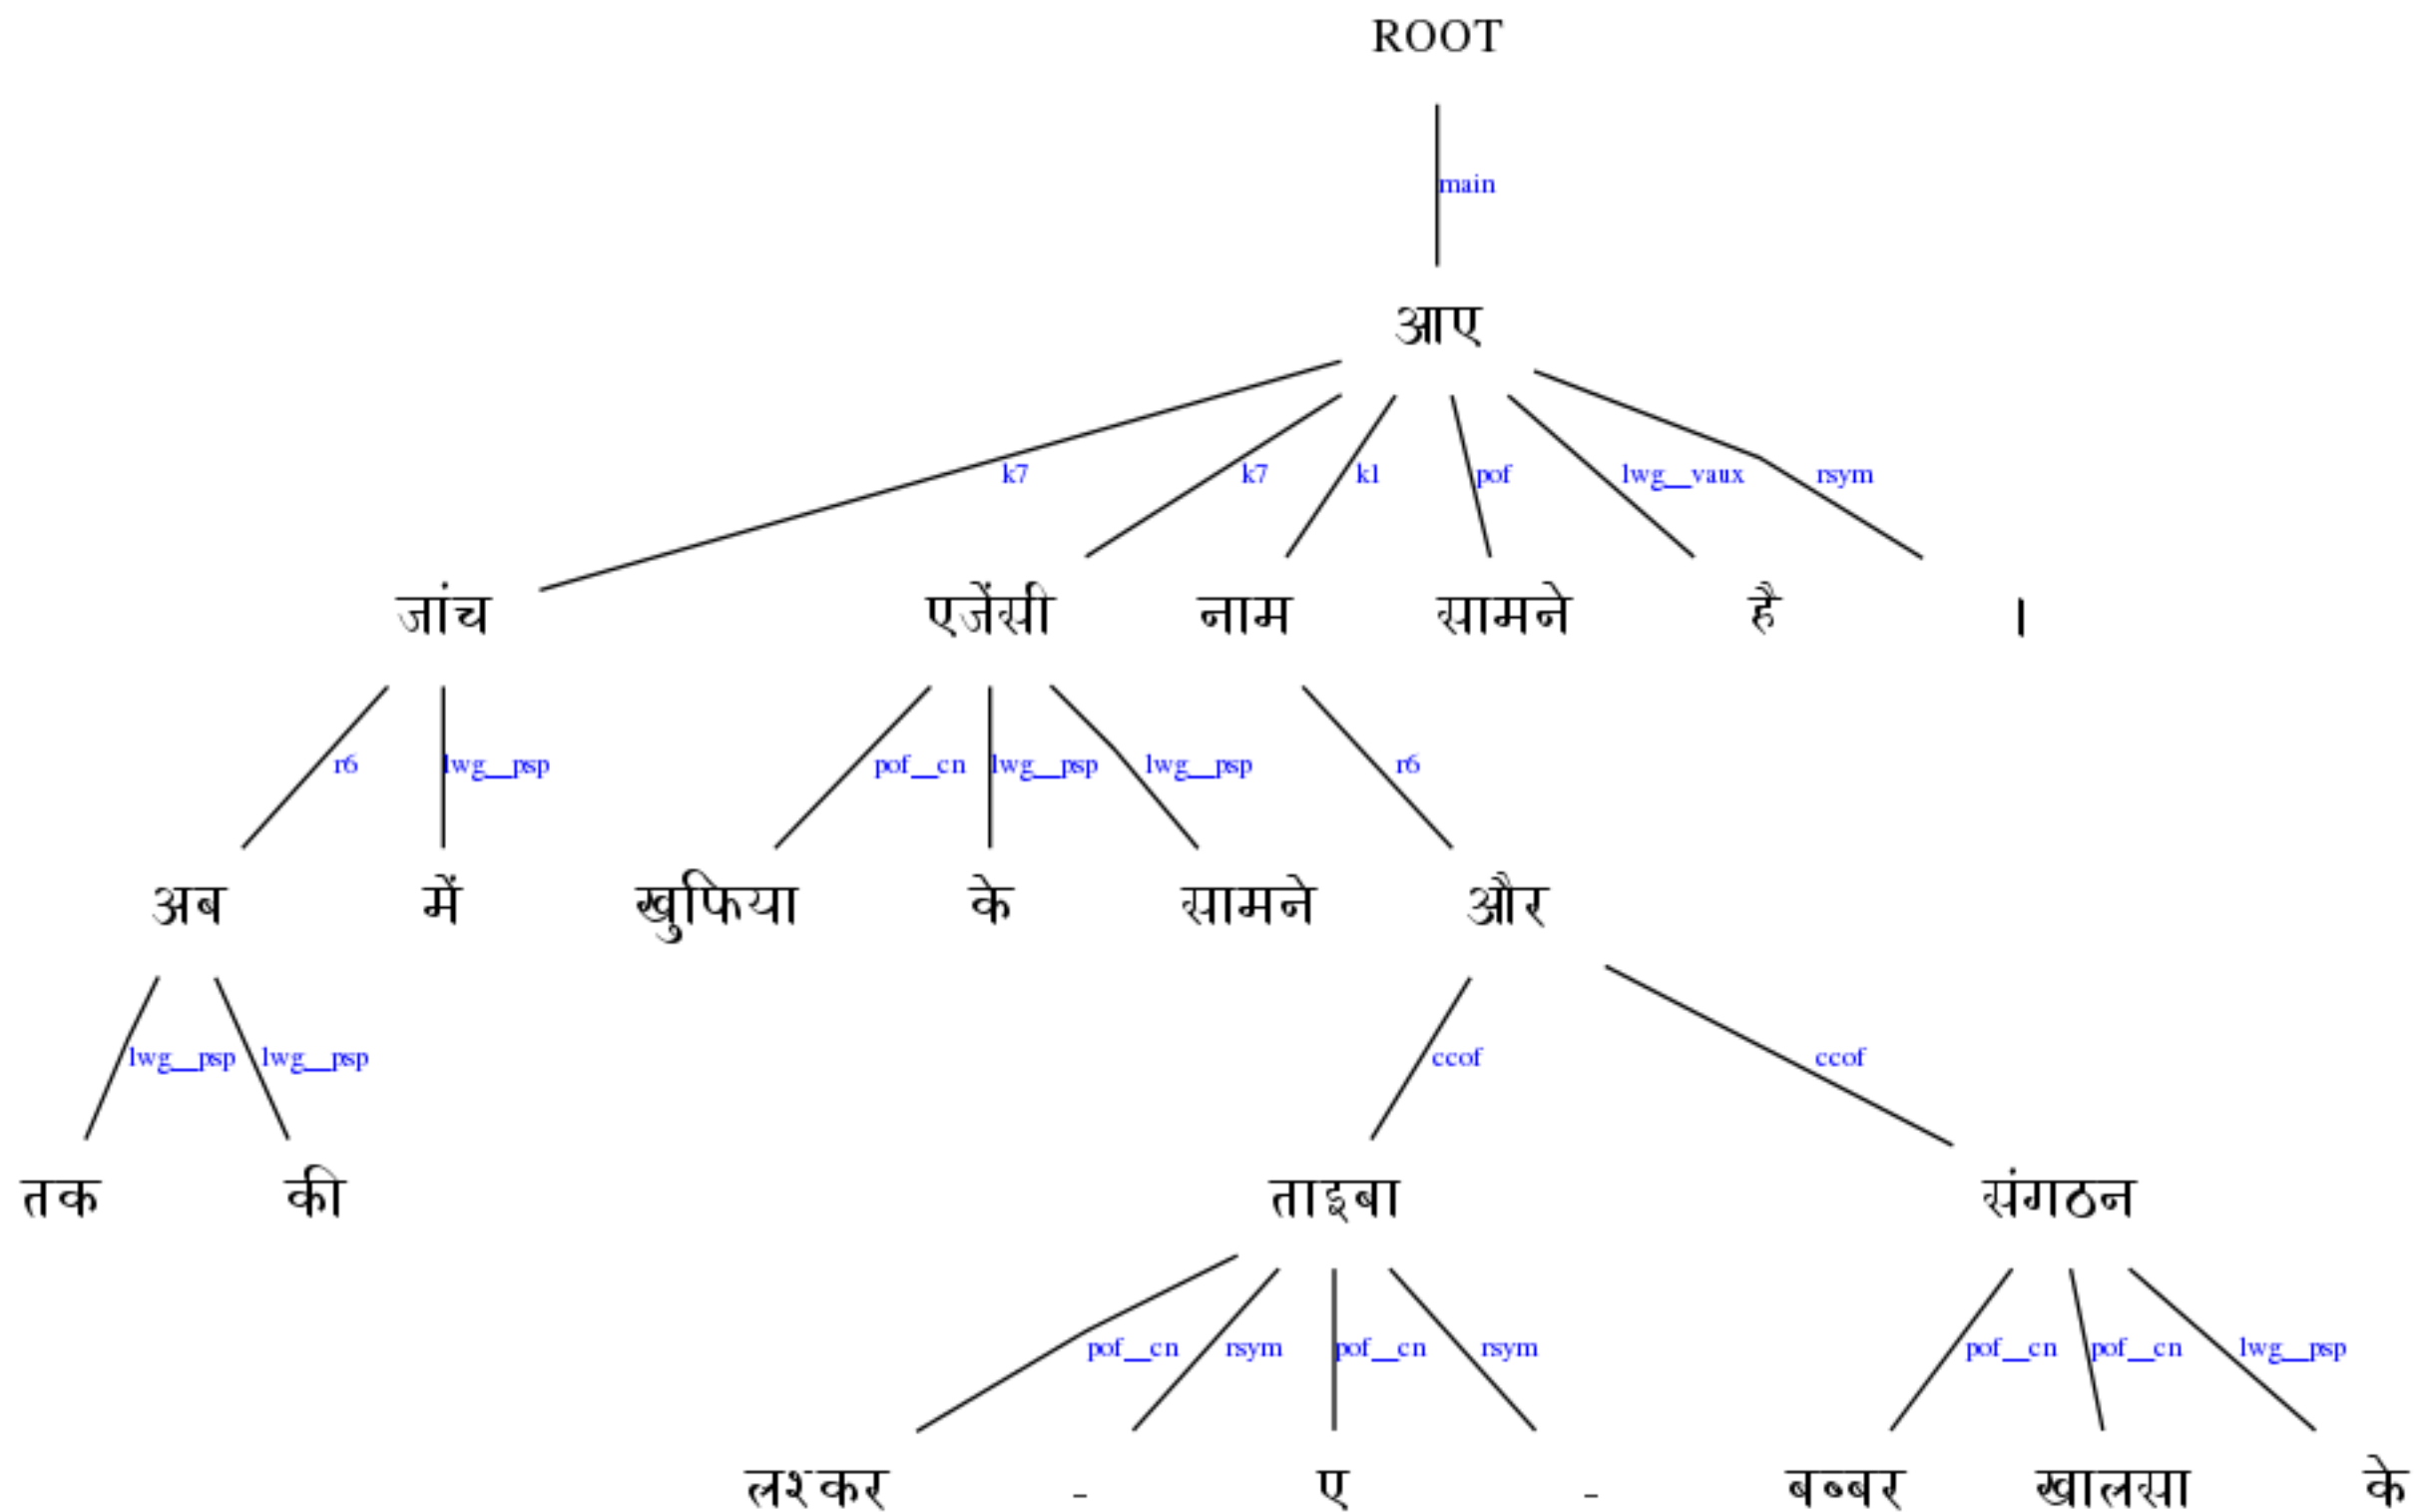 ROOT
main
आए
k7 k7 k1 pof lwg__vaux rsym
जांच एजेंसी नाम सामने है ।
r6 lwg__psp pof__cn lwg__psp lwg__psp r6
अब में खुफिया के सामने और
lwg__psp lwg__psp ccof ccof
तक की ताइबा संगठन
pof__cn rsym pof__cn rsym pof__cn pof__cn lwg__psp
लश्कर - ए - बब्बर खालसा के